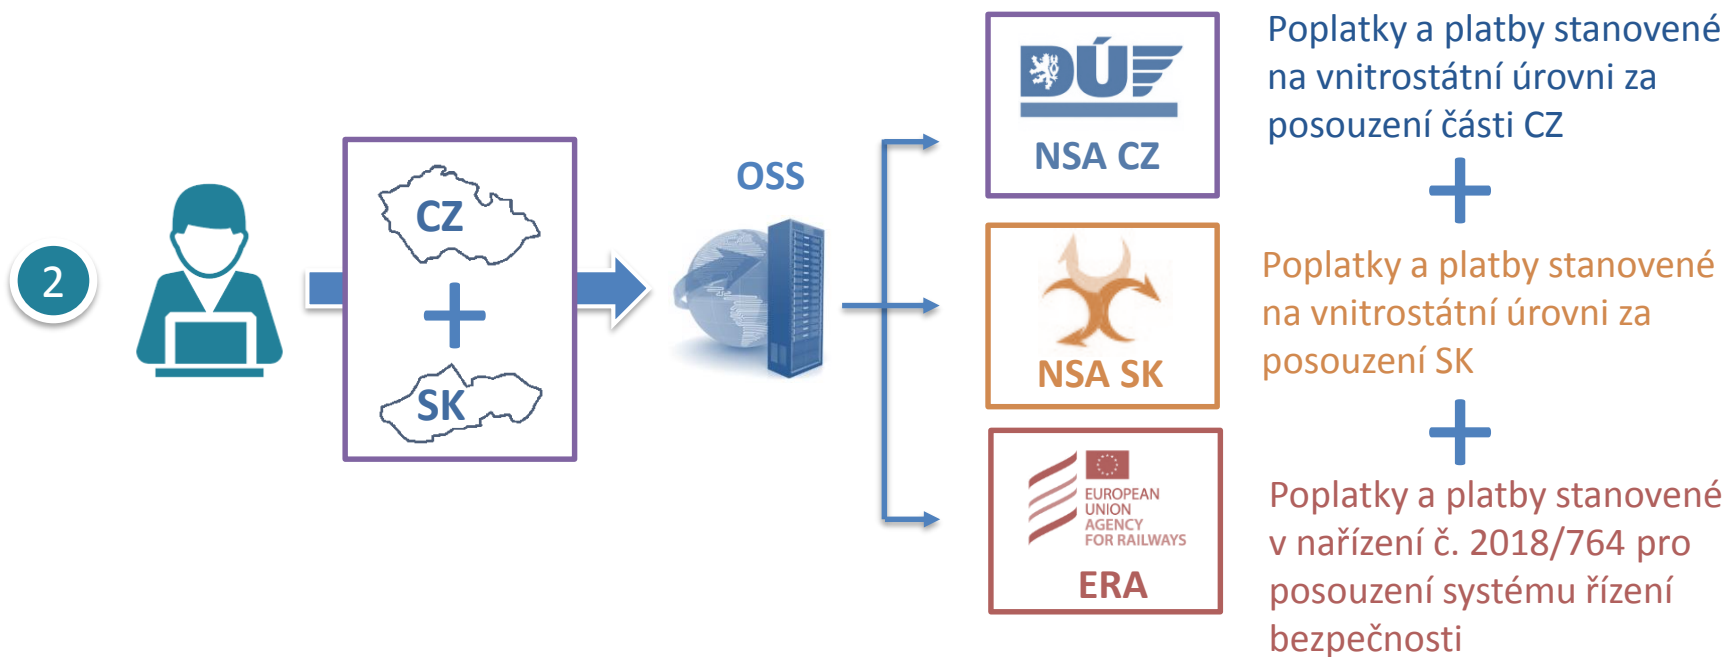 2
CZ
SK
OSS
DÚ
NSA CZ
Poplatky a platby stanovené
na vnitrostátní úrovni za
posouzení části CZ
NSA SK
Poplatky a platby stanovené
na vnitrostátní úrovni za
posouzení SK
EUROPEAN
UNION
AGENCY
FOR RAILWAYS
ERA
Poplatky a platby stanovené
v nařízení č. 2018/764 pro
posouzení systému řízení
bezpečnosti